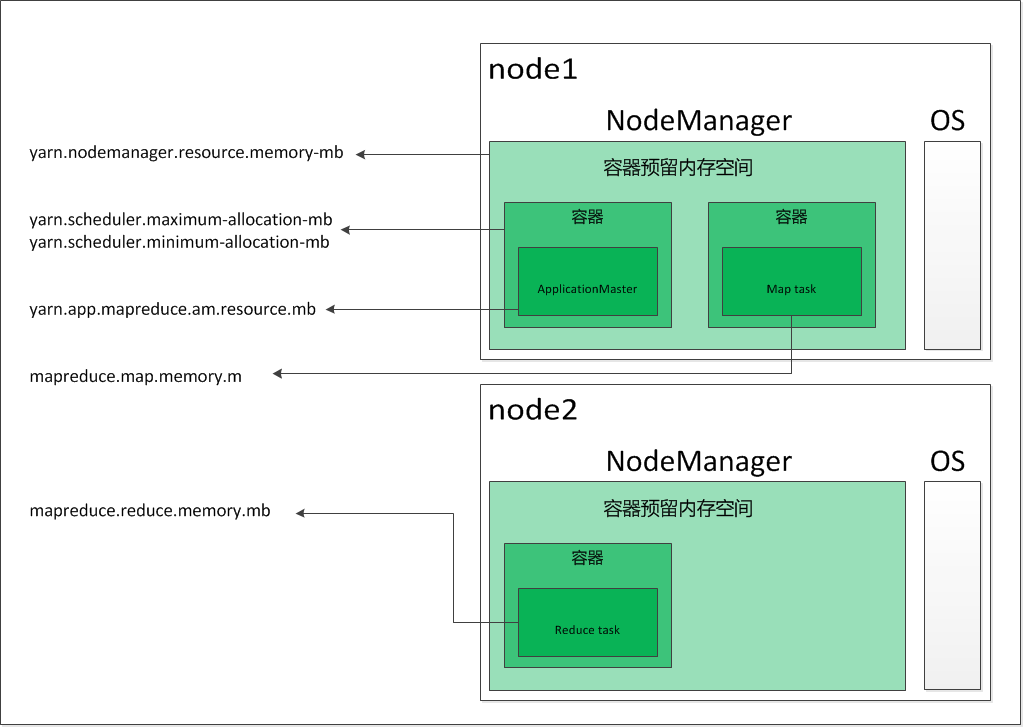 node1
NodeManager
OS
yarn.nodemanager.resource.memory-mb
容器预留内存空间
yarn.scheduler.maximum-allocation-mb
yarn.scheduler.minimum-allocation-mb
容器
容器
ApplicationMaster
Map task
yarn.app.mapreduce.am.resource.mb
mapreduce.map.memory.m
node2
NodeManager
OS
容器预留内存空间
mapreduce.reduce.memory.mb
容器
Reduce task